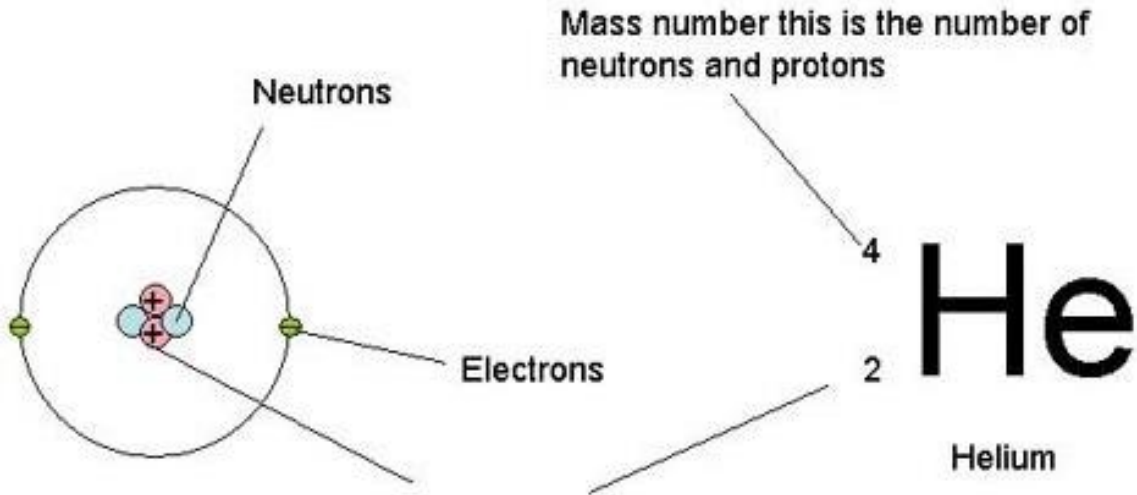 Mass number this is the number of
neutrons and protons
Neutrons
+
+
4
He
2
Electrons
Helium